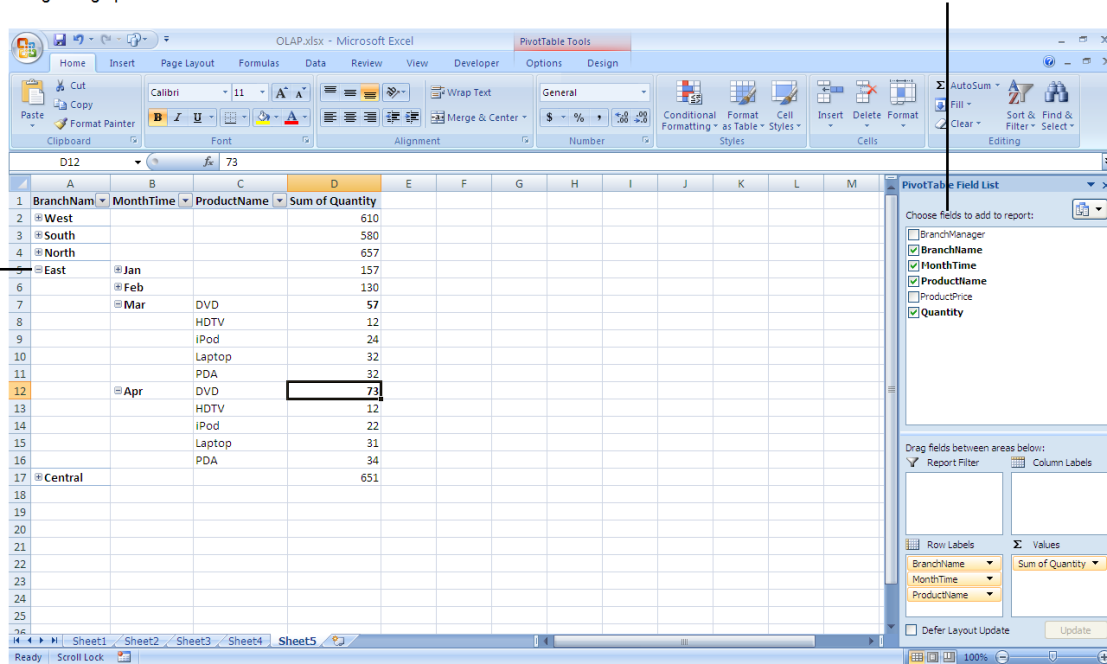 OLAP.xlsx - Microsoft Excel PivotTable Tools
Home Insert Page Layout Formulas Data Review View Developer Options Design
Cut Calibri 11 Wrap Text General AutoSum
Copy Fill
Paste Format Painter B I U Merge & Center $ % , Conditional Formatting Format as Table Cell Styles Insert Delete Format Clear Sort & Filter Find & Select
Clipboard Font Alignment Number Styles Cells Editing
D12 fx 73
A B C D E F G H I J K L M PivotTable Field List
1 BranchNam MonthTime ProductName Sum of Quantity
2 West 610 Choose fields to add to report:
3 South 580 BranchManager
4 North 657 BranchName
5 East Jan 157 MonthTime
6 Feb 130 ProductName
7 Mar DVD 57 ProductPrice
8 HDTV 12 Quantity
9 iPod 24
10 Laptop 32
11 PDA 32
12 Apr DVD 73
13 HDTV 12
14 iPod 22
15 Laptop 31 Drag fields between areas below:
16 PDA 34 Report Filter Column Labels
17 Central 651
18
19
20
21 Row Labels Σ Values
22 BranchName Sum of Quantity
23 MonthTime
24 ProductName
25
26 Defer Layout Update Update
Sheet1 Sheet2 Sheet3 Sheet4 Sheet5
Ready Scroll Lock 100%